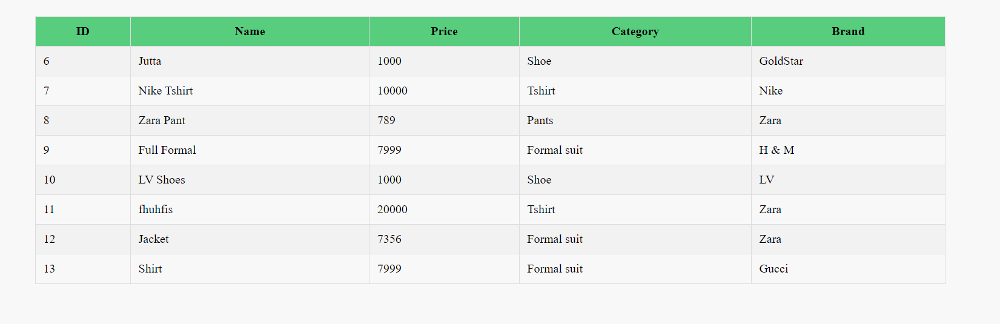 ID Name Price Category Brand
6 Jutta 1000 Shoe GoldStar
7 Nike Tshirt 10000 Tshirt Nike
8 Zara Pant 789 Pants Zara
9 Full Formal 7999 Formal suit H & M
10 LV Shoes 1000 Shoe LV
11 fhuhfis 20000 Tshirt Zara
12 Jacket 7356 Formal suit Zara
13 Shirt 7999 Formal suit Gucci